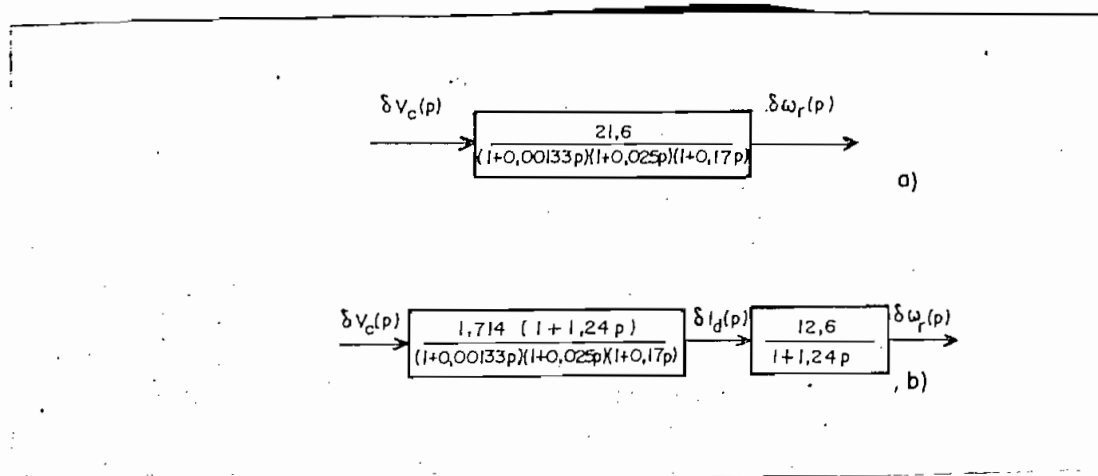 δV_c(p) δω_r(p)
21,6
(1+0,00133p)(1+0,025p)(1+0,17p)
a)
δV_c(p) δI_d(p) δω_r(p)
1,714 (1+1,24p) 12,6
(1+0,00133p)(1+0,025p)(1+0,17p) 1+1,24p
b)